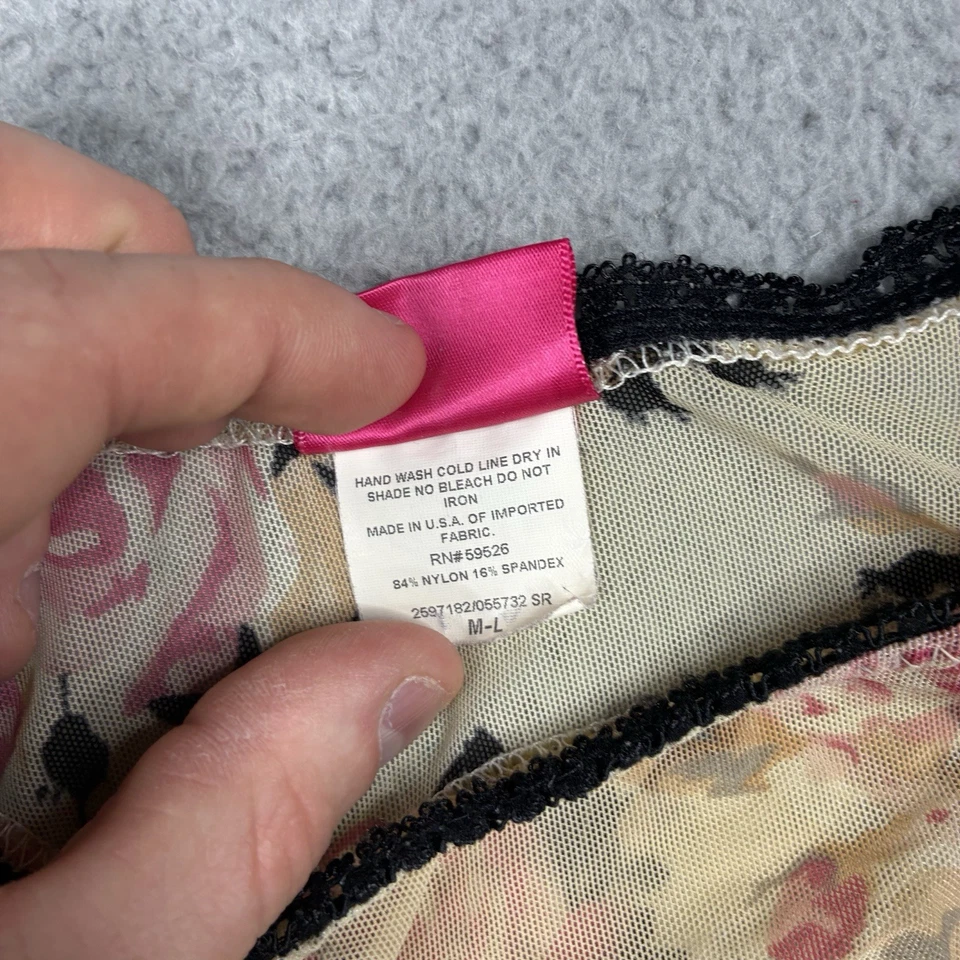 HAND WASH COLD LINE DRY IN
SHADE NO BLEACH DO NOT
IRON
MADE IN U.S.A. OF IMPORTED
FABRIC.
RN#59526
84% NYLON 16% SPANDEX
2597182/055732 SR
M-L